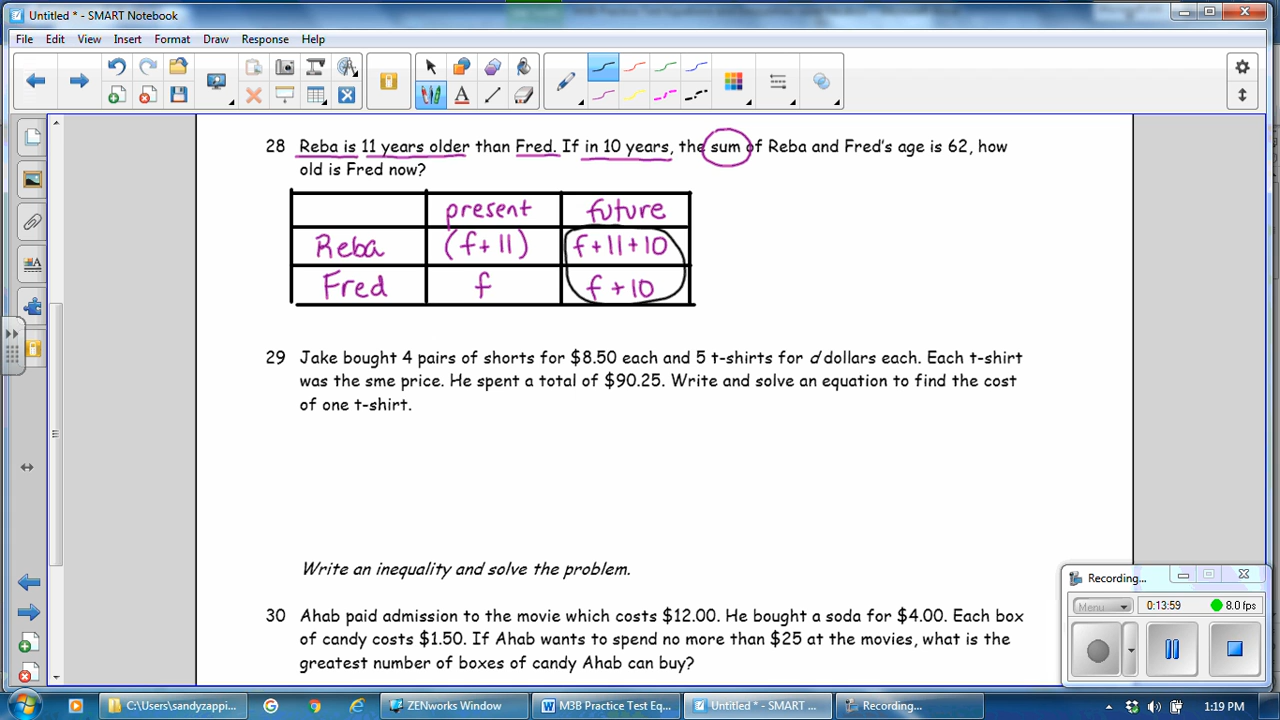 Untitled * - SMART Notebook
File Edit View Insert Format Draw Response Help
28 Reba is 11 years older than Fred. If in 10 years, the sum of Reba and Fred's age is 62, how
old is Fred now?
present future
Reba (f+11) f+11+10
Fred f f+10
29 Jake bought 4 pairs of shorts for $8.50 each and 5 t-shirts for d dollars each. Each t-shirt
was the sme price. He spent a total of $90.25. Write and solve an equation to find the cost
of one t-shirt.
Write an inequality and solve the problem.
30 Ahab paid admission to the movie which costs $12.00. He bought a soda for $4.00. Each box
of candy costs $1.50. If Ahab wants to spend no more than $25 at the movies, what is the
greatest number of boxes of candy Ahab can buy?
Recording...
Menu 0:13:59 8.0 fps
C:\Users\sandyzappi... ZENworks Window M3B Practice Test Eq... Untitled * - SMART ... Recording... 1:19 PM